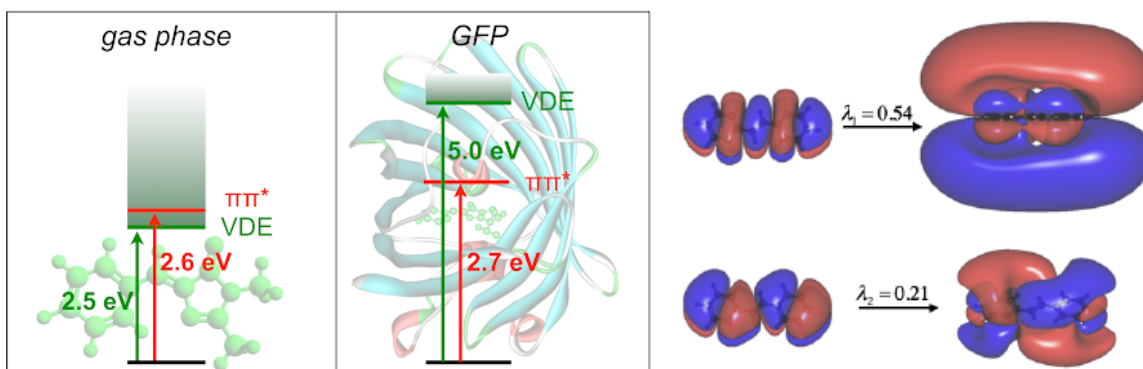 gas phase
ππ*
VDE
2.6 eV
2.5 eV
GFP
VDE
5.0 eV
ππ*
2.7 eV
λ₁ = 0.54
λ₂ = 0.21